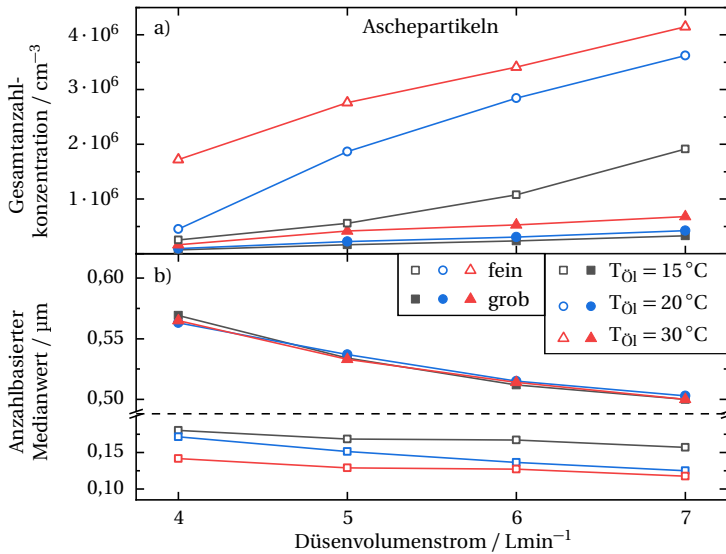 a)
Aschepartikeln
4·10⁶
3·10⁶
2·10⁶
1·10⁶
Gesamtanzahl-
konzentration / cm⁻³
b)
fein
grob
T_Öl = 15 °C
T_Öl = 20 °C
T_Öl = 30 °C
0,60
0,55
0,50
0,15
0,10
Anzahlbasierter
Medianwert / µm
4 5 6 7
Düsenvolumenstrom / Lmin⁻¹